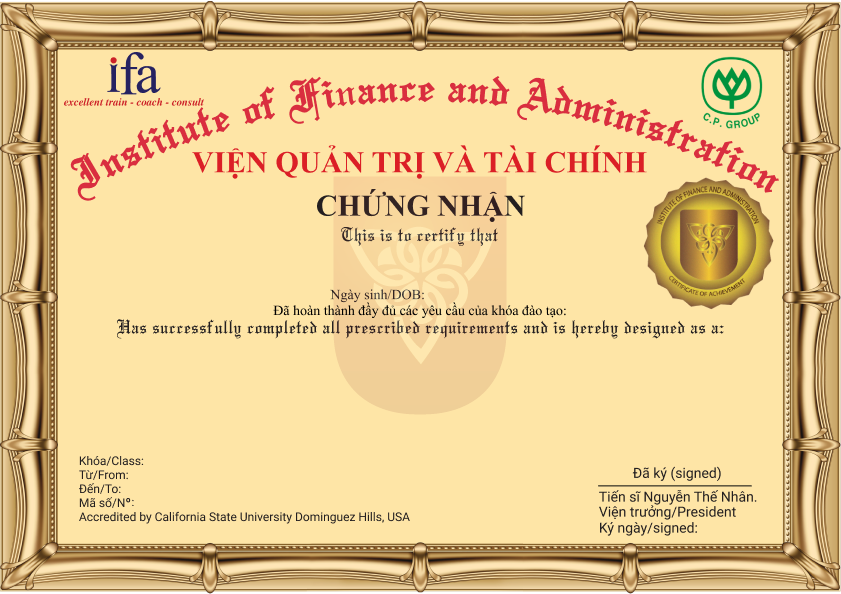 ifa
excellent train - coach - consult
C.P. GROUP
Institute of Finance and Administration
VIỆN QUẢN TRỊ VÀ TÀI CHÍNH
CHỨNG NHẬN
This is to certify that
INSTITUTE OF FINANCE AND ADMINISTRATION
CERTIFICATE OF ACHIEVEMENT
Ngày sinh/DOB:
Đã hoàn thành đầy đủ các yêu cầu của khóa đào tạo:
Has successfully completed all prescribed requirements and is hereby designed as a:
Khóa/Class:
Từ/From:
Đến/To:
Mã số/Nº:
Accredited by California State University Dominguez Hills, USA
Đã ký (signed)
Tiến sĩ Nguyễn Thế Nhân.
Viện trưởng/President
Ký ngày/signed: